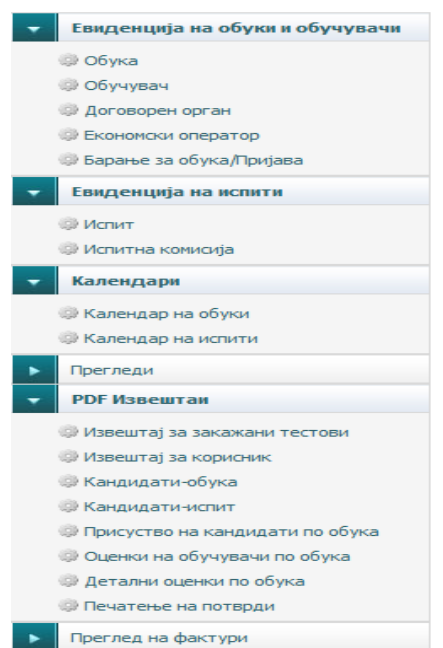 Евиденција на обуки и обучувачи
Обука
Обучувач
Договорен орган
Економски оператор
Барање за обука/Пријава
Евиденција на испити
Испит
Испитна комисија
Календари
Календар на обуки
Календар на испити
Прегледи
PDF Извештаи
Извештај за закажани тестови
Извештај за корисник
Кандидати-обука
Кандидати-испит
Присуство на кандидати по обука
Оценки на обучувачи по обука
Детални оценки по обука
Печатење на потврди
Преглед на фактури